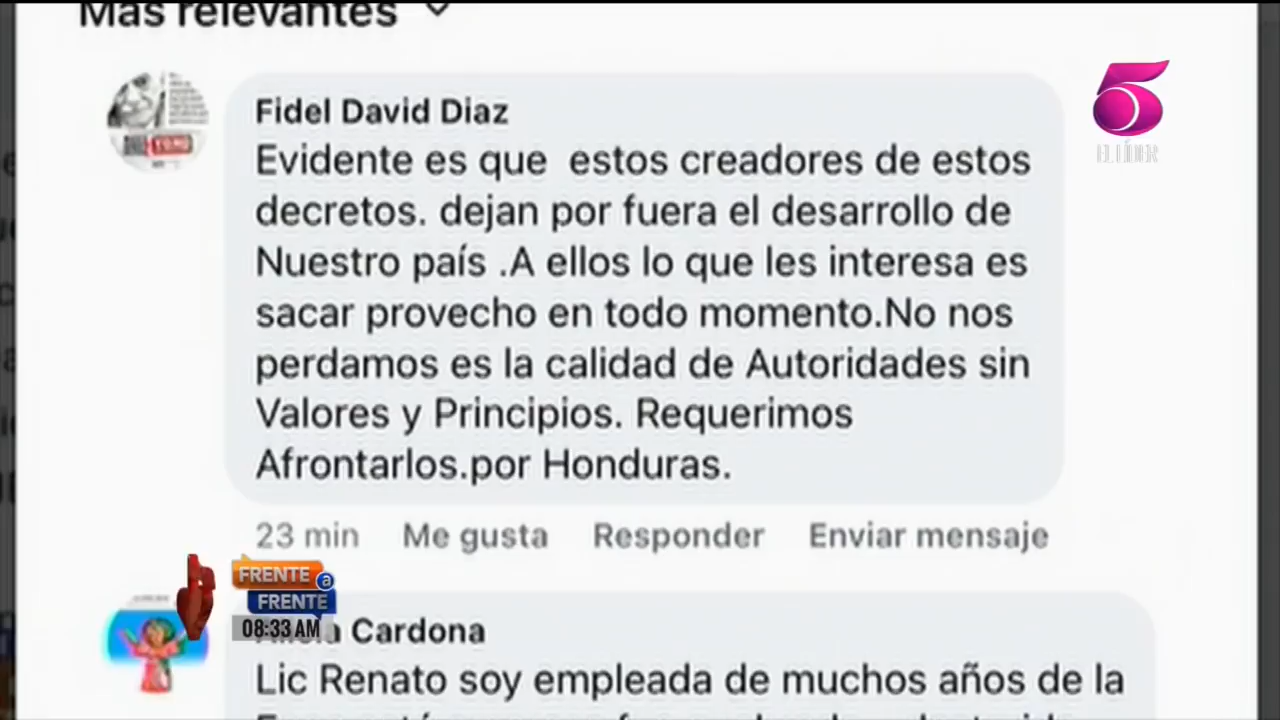 Más relevantes
Fidel David Diaz
Evidente es que estos creadores de estos
decretos. dejan por fuera el desarrollo de
Nuestro país .A ellos lo que les interesa es
sacar provecho en todo momento.No nos
perdamos es la calidad de Autoridades sin
Valores y Principios. Requerimos
Afrontarlos.por Honduras.
23 min Me gusta Responder Enviar mensaje
5
EL LÍDER
FRENTE a
FRENTE
08:33 AM
Cardona
Lic Renato soy empleada de muchos años de la